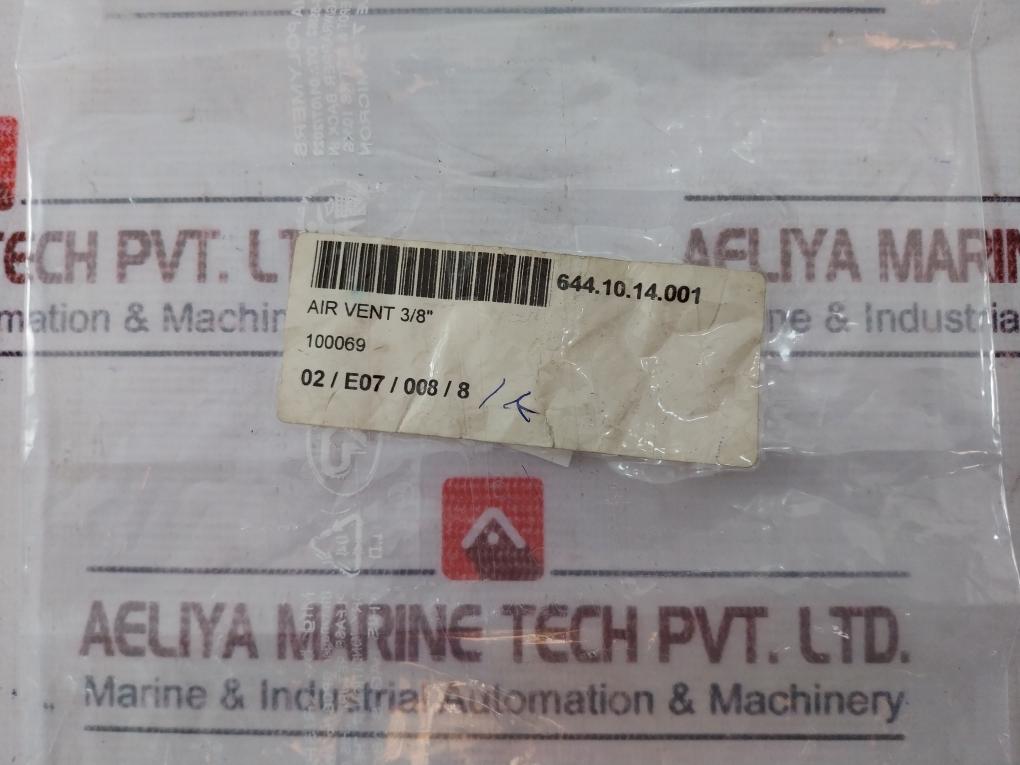 TECH PVT. LT
AELIYA MARIN
mation & Machin
ne & Industria
644.10.14.001
AIR VENT 3/8"
100069
02 / E07 / 008 / 8
AELIYA MARINE TECH PVT. LTD.
Marine & Industrial Automation & Machinery